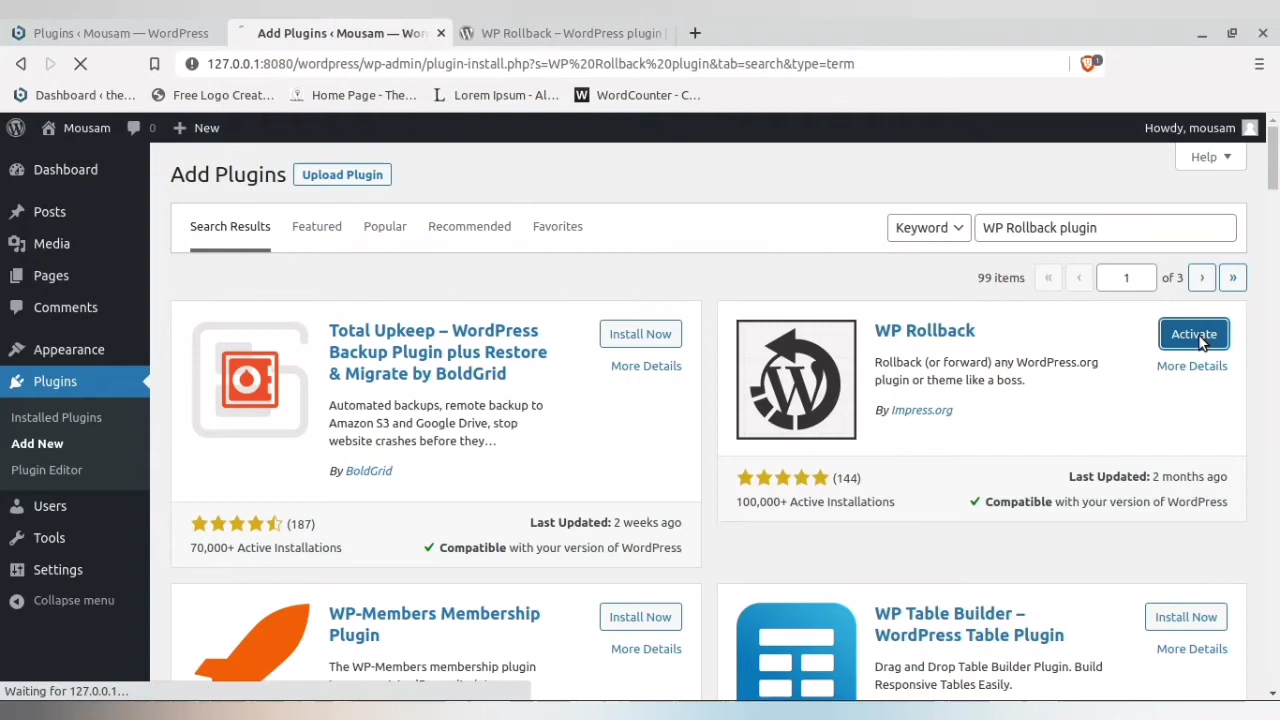 Plugins ‹ Mousam — WordPress
Add Plugins ‹ Mousam — Wor
WP Rollback – WordPress plugin
127.0.0.1:8080/wordpress/wp-admin/plugin-install.php?s=WP%20Rollback%20plugin&tab=search&type=term
1
Dashboard ‹ the...
Free Logo Creat...
Home Page - The...
Lorem Ipsum - Al...
WordCounter - C...
Mousam
0
New
Howdy, mousam
Dashboard
Posts
Media
Pages
Comments
Appearance
Plugins
Installed Plugins
Add New
Plugin Editor
Users
Tools
Settings
Collapse menu
Help
Add Plugins
Upload Plugin
Search Results
Featured
Popular
Recommended
Favorites
Keyword
WP Rollback plugin
99 items
«
‹
1
of 3
›
»
Total Upkeep – WordPress
Backup Plugin plus Restore
& Migrate by BoldGrid
Install Now
More Details
Automated backups, remote backup to
Amazon S3 and Google Drive, stop
website crashes before they…
By BoldGrid
(187)
Last Updated: 2 weeks ago
70,000+ Active Installations
Compatible with your version of WordPress
WP Rollback
Activate
More Details
Rollback (or forward) any WordPress.org
plugin or theme like a boss.
By Impress.org
(144)
Last Updated: 2 months ago
100,000+ Active Installations
Compatible with your version of WordPress
WP-Members Membership
Plugin
Install Now
More Details
The WP-Members membership plugin
WP Table Builder –
WordPress Table Plugin
Install Now
More Details
Drag and Drop Table Builder Plugin. Build
Responsive Tables Easily.
Waiting for 127.0.0.1...